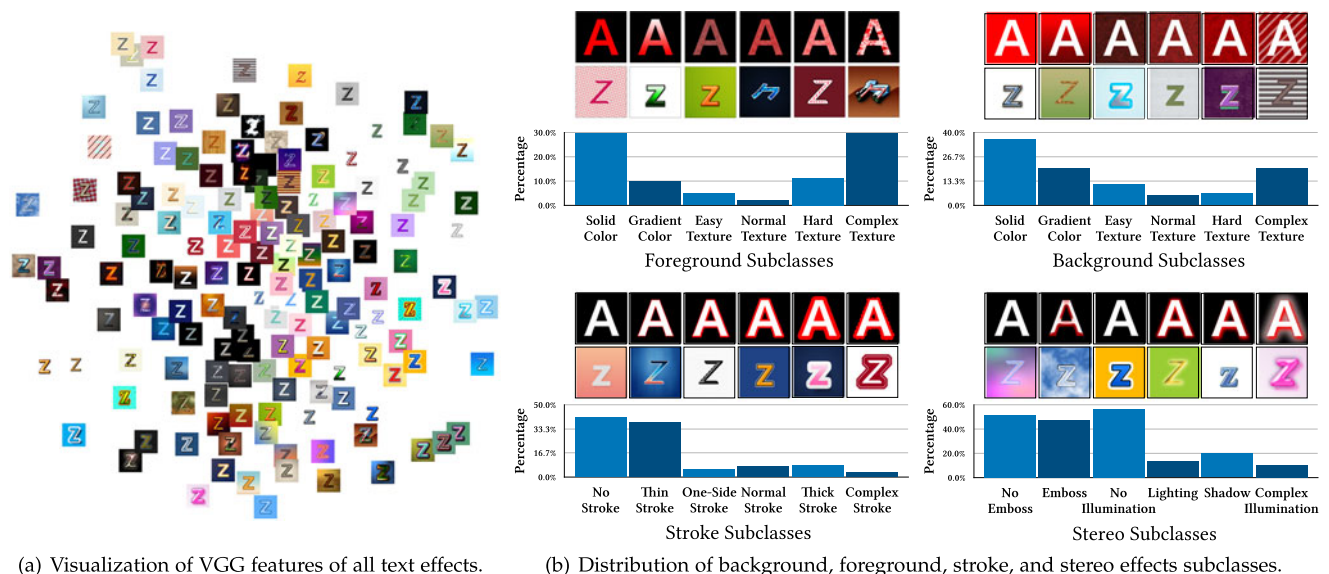 A A A A A A
Z Z Z Z Z
30.0%
20.0%
10.0%
0.0%
Percentage
Solid Color
Gradient Color
Easy Texture
Normal Texture
Hard Texture
Complex Texture
Foreground Subclasses
A A A A A A
Z Z Z Z Z Z
40.0%
26.7%
13.3%
0.0%
Percentage
Solid Color
Gradient Color
Easy Texture
Normal Texture
Hard Texture
Complex Texture
Background Subclasses
A A A A A A
Z Z Z Z Z Z
50.0%
33.3%
16.7%
0.0%
Percentage
No Stroke
Thin Stroke
One-Side Stroke
Normal Stroke
Thick Stroke
Complex Stroke
Stroke Subclasses
A A A A A A
Z Z Z Z Z Z
60.0%
40.0%
20.0%
0.0%
Percentage
No Emboss
Emboss
No Illumination
Lighting
Shadow
Complex Illumination
Stereo Subclasses
(a) Visualization of VGG features of all text effects.
(b) Distribution of background, foreground, stroke, and stereo effects subclasses.